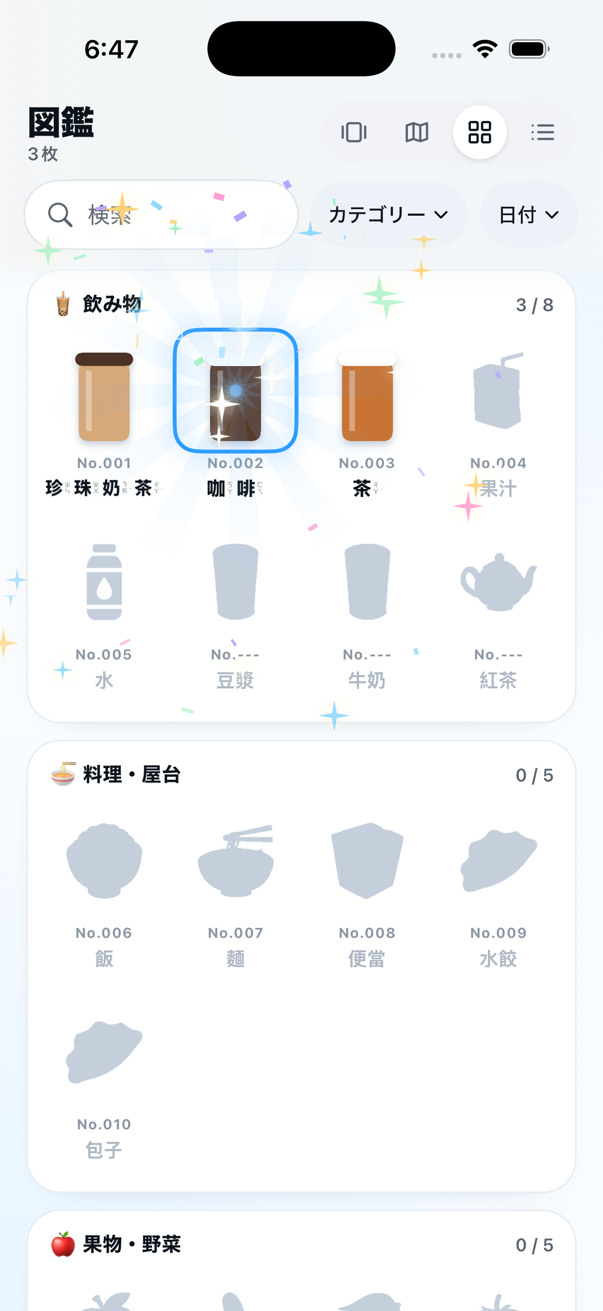 6:47
図鑑
3枚
検索
カテゴリー
日付
飲み物
3 / 8
No.001
No.002
No.003
No.004
珍珠奶茶
咖啡
茶
果汁
No.005
No.---
No.---
No.---
水
豆漿
牛奶
紅茶
料理・屋台
0 / 5
No.006
No.007
No.008
No.009
飯
麵
便當
水餃
No.010
包子
果物・野菜
0 / 5